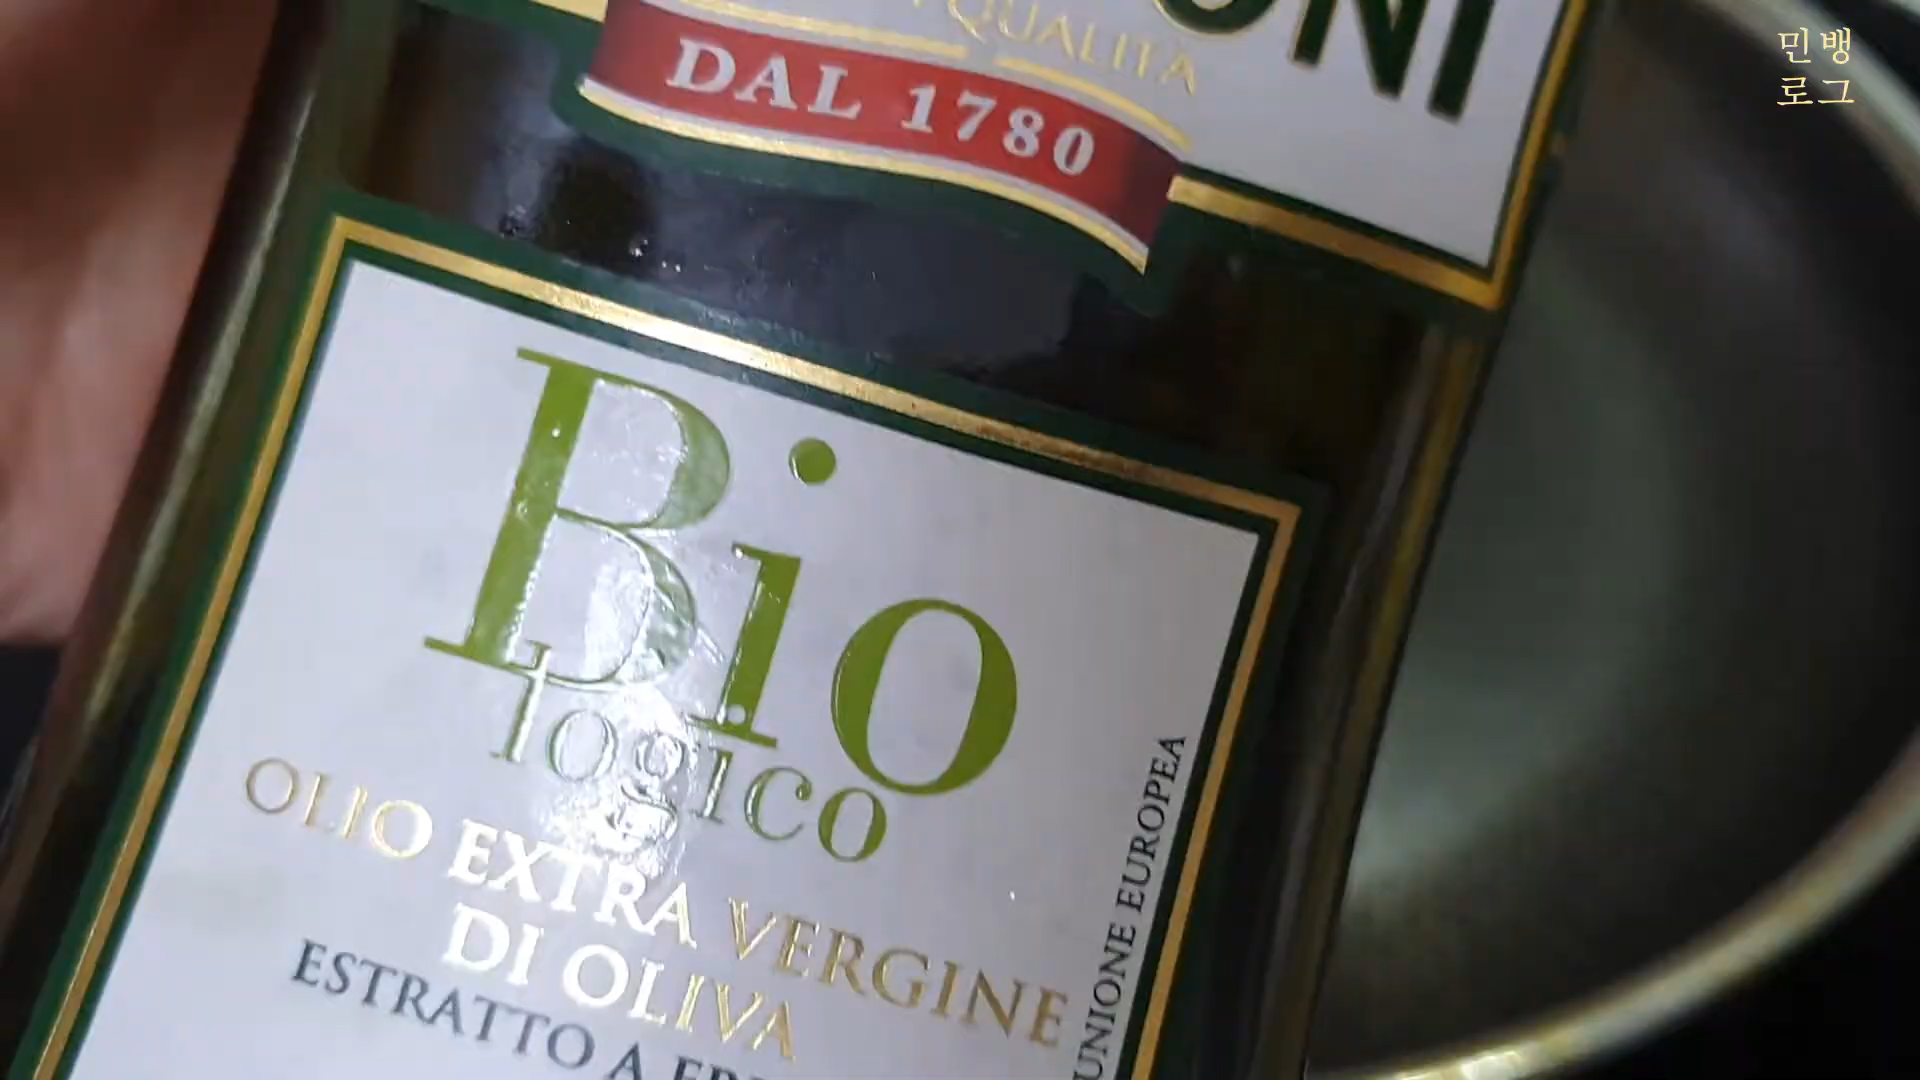 QUALITÀ
DAL 1780
Bio
logico
OLIO EXTRA VERGINE
DI OLIVA
ESTRATTO A
UNIONE EUROPEA
민뱅
로그